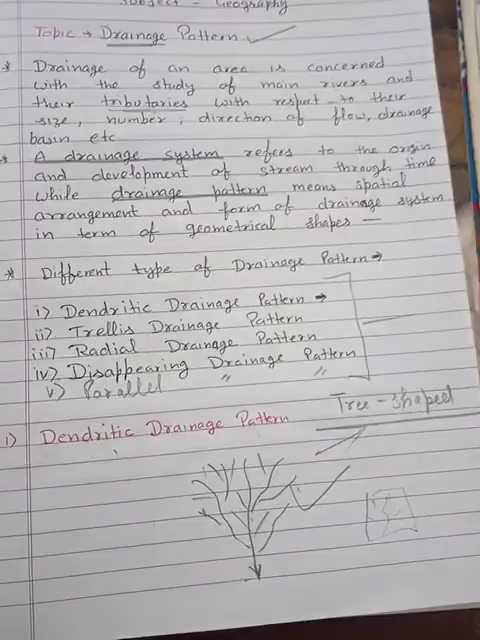 Subject - Geography
Topic → Drainage Pattern
* Drainage of an area is concerned
with the study of main rivers and
their tributaries with respect to their
size, number, direction of flow, drainage
basin etc
* A drainage system refers to the origin
and development of stream through time
while drainage pattern means spatial
arrangement and form of drainage system
in term of geometrical shapes —
* Different type of Drainage Pattern →
i) Dendritic Drainage Pattern →
ii) Trellis Drainage Pattern
iii) Radial Drainage Pattern
iv) Disappearing Drainage Pattern
v) Parallel " "
Tree - shaped
i) Dendritic Drainage Pattern